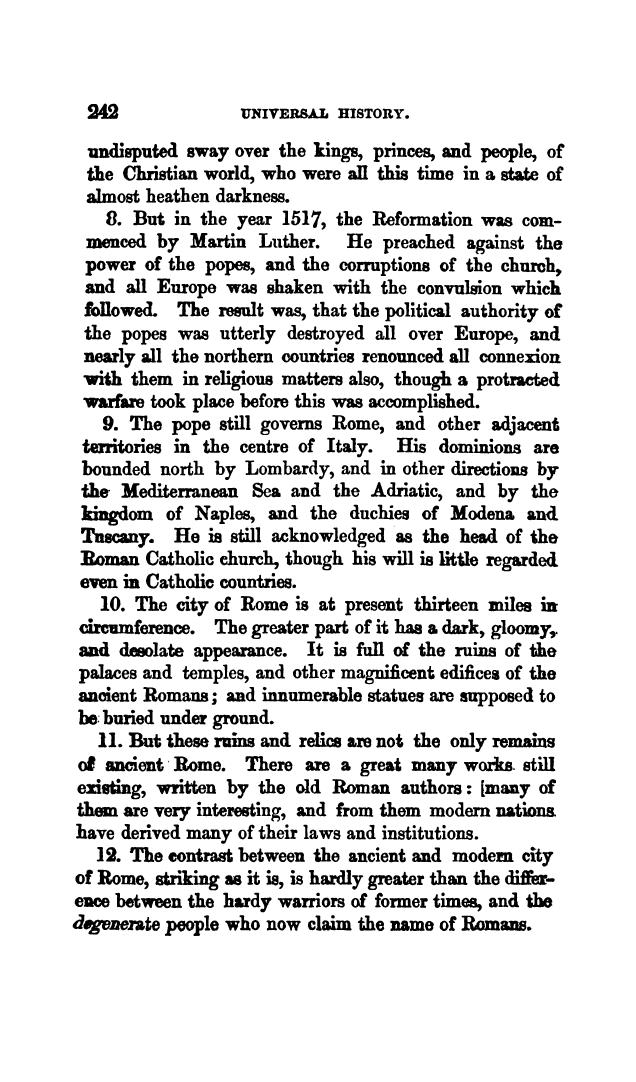 242 UNIVERSAL HISTORY.
undisputed sway over the kings, princes, and people, of
the Christian world, who were all this time in a state of
almost heathen darkness.
8. But in the year 1517, the Reformation was com-
menced by Martin Luther. He preached against the
power of the popes, and the corruptions of the church,
and all Europe was shaken with the convulsion which
followed. The result was, that the political authority of
the popes was utterly destroyed all over Europe, and
nearly all the northern countries renounced all connexion
with them in religious matters also, though a protracted
warfare took place before this was accomplished.
9. The pope still governs Rome, and other adjacent
territories in the centre of Italy. His dominions are
bounded north by Lombardy, and in other directions by
the Mediterranean Sea and the Adriatic, and by the
kingdom of Naples, and the duchies of Modena and
Tuscany. He is still acknowledged as the head of the
Roman Catholic church, though his will is little regarded
even in Catholic countries.
10. The city of Rome is at present thirteen miles in
circumference. The greater part of it has a dark, gloomy,
and desolate appearance. It is full of the ruins of the
palaces and temples, and other magnificent edifices of the
ancient Romans; and innumerable statues are supposed to
be buried under ground.
11. But these ruins and relics are not the only remains
of ancient Rome. There are a great many works still
existing, written by the old Roman authors: [many of
them are very interesting, and from them modern nations
have derived many of their laws and institutions.
12. The contrast between the ancient and modern city
of Rome, striking as it is, is hardly greater than the differ-
ence between the hardy warriors of former times, and the
degenerate people who now claim the name of Romans.